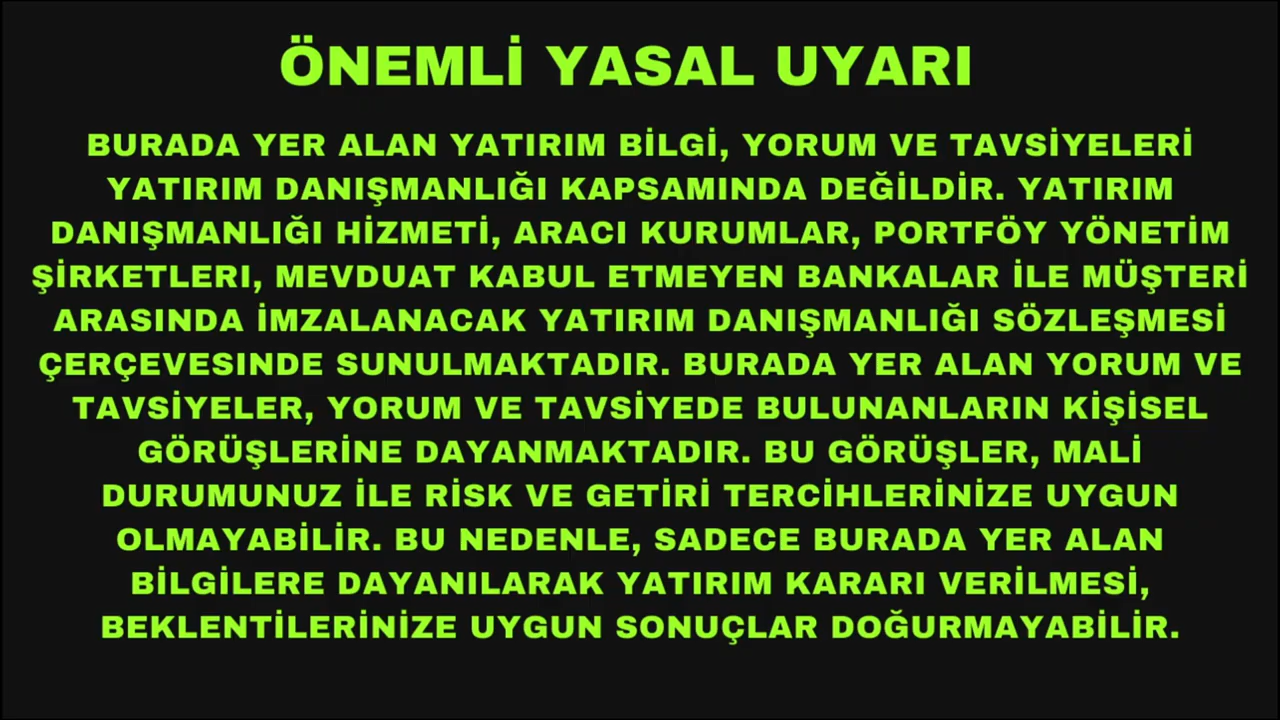 ÖNEMLİ YASAL UYARI
BURADA YER ALAN YATIRIM BİLGİ, YORUM VE TAVSİYELERİ
YATIRIM DANIŞMANLIĞI KAPSAMINDA DEĞİLDİR. YATIRIM
DANIŞMANLIĞI HİZMETİ, ARACI KURUMLAR, PORTFÖY YÖNETİM
ŞİRKETLERI, MEVDUAT KABUL ETMEYEN BANKALAR İLE MÜŞTERİ
ARASINDA İMZALANACAK YATIRIM DANIŞMANLIĞI SÖZLEŞMESİ
ÇERÇEVESINDE SUNULMAKTADIR. BURADA YER ALAN YORUM VE
TAVSİYELER, YORUM VE TAVSİYEDE BULUNANLARIN KİŞİSEL
GÖRÜŞLERİNE DAYANMAKTADIR. BU GÖRÜŞLER, MALİ
DURUMUNUZ İLE RİSK VE GETİRİ TERCİHLERİNİZE UYGUN
OLMAYABİLİR. BU NEDENLE, SADECE BURADA YER ALAN
BİLGİLERE DAYANILARAK YATIRIM KARARI VERİLMESİ,
BEKLENTİLERİNİZE UYGUN SONUÇLAR DOĞURMAYABİLİR.